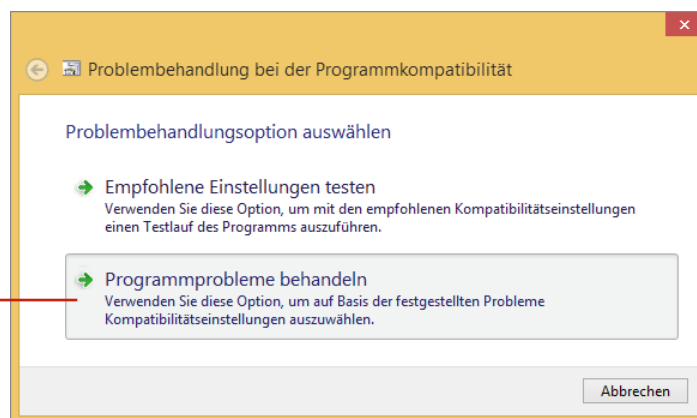 Problembehandlung bei der Programmkompatibilität
Problembehandlungsoption auswählen
Empfohlene Einstellungen testen
Verwenden Sie diese Option, um mit den empfohlenen Kompatibilitätseinstellungen
einen Testlauf des Programms auszuführen.
Programmprobleme behandeln
Verwenden Sie diese Option, um auf Basis der festgestellten Probleme
Kompatibilitätseinstellungen auszuwählen.
Abbrechen